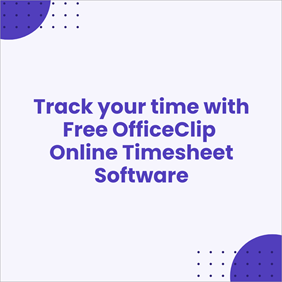 Track your time with
Free OfficeClip
Online Timesheet
Software